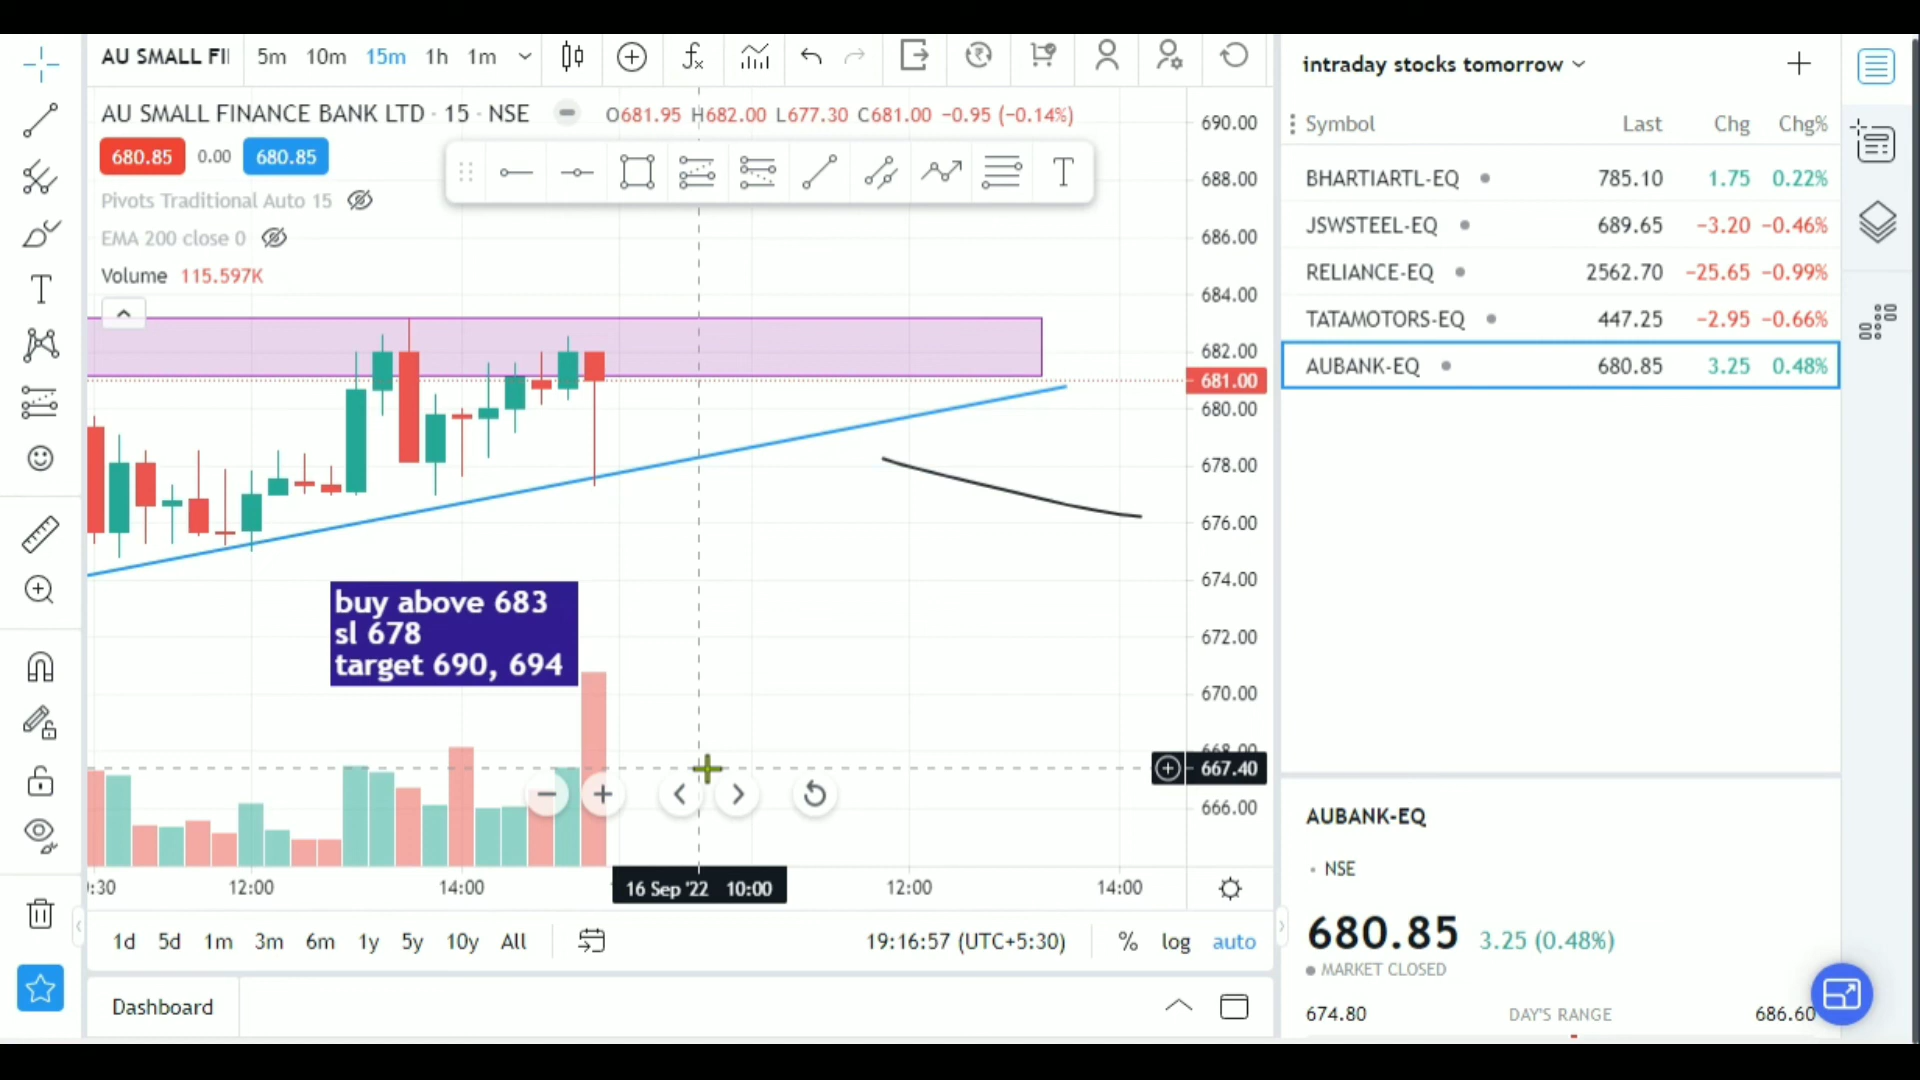 AU SMALL FI
5m 10m 15m 1h 1m
intraday stocks tomorrow
AU SMALL FINANCE BANK LTD · 15 · NSE
O681.95 H682.00 L677.30 C681.00 −0.95 (−0.14%)
680.85 0.00 680.85
Pivots Traditional Auto 15
EMA 200 close 0
Volume 115.597K
T
T
buy above 683
sl 678
target 690, 694
690.00
688.00
686.00
684.00
682.00
681.00
680.00
678.00
676.00
674.00
672.00
670.00
668.00
667.40
666.00
:30 12:00 14:00 16 Sep '22 10:00 12:00 14:00
1d 5d 1m 3m 6m 1y 5y 10y All
19:16:57 (UTC+5:30) % log auto
Dashboard
Symbol Last Chg Chg%
BHARTIARTL-EQ 785.10 1.75 0.22%
JSWSTEEL-EQ 689.65 −3.20 −0.46%
RELIANCE-EQ 2562.70 −25.65 −0.99%
TATAMOTORS-EQ 447.25 −2.95 −0.66%
AUBANK-EQ 680.85 3.25 0.48%
AUBANK-EQ
NSE
680.85 3.25 (0.48%)
MARKET CLOSED
674.80 DAY'S RANGE 686.60